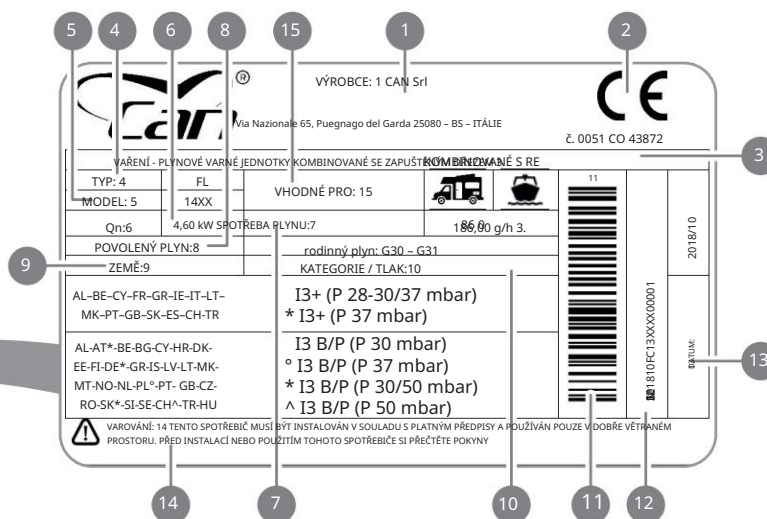 5 4 6 8 15 1 2
Can ®
VÝROBCE: 1 CAN Srl
CE
Via Nazionale 65, Puegnago del Garda 25080 – BS – ITÁLIE
č. 0051 CO 43872
VAŘENÍ - PLYNOVÉ VARNÉ JEDNOTKY KOMBINOVANÉ SE
KOMBINOVANÉ S RE
3
TYP: 4 FL
VHODNÉ PRO: 15
11
MODEL: 5 14XX
Qn:6 4,60 kW SPOTŘEBA PLYNU:7 g/h 3.
POVOLENÝ PLYN:8
rodinný plyn: G30 – G31
9
ZEMĚ:9 KATEGORIE / TLAK:10
AL–BE–CY–FR–GR–IE–IT–LT– I3+ (P 28-30/37 mbar)
MK–PT–GB–SK–ES–CH-TR * I3+ (P 37 mbar)
AL-AT*-BE-BG-CY-HR-DK- I3 B/P (P 30 mbar)
EE-FI-DE*-GR-IS-LV-LT-MK- ° I3 B/P (P 37 mbar)
MT-NO-NL-PL°-PT- GB-CZ- * I3 B/P (P 30/50 mbar)
RO-SK*-SI-SE-CH^-TR-HU ^ I3 B/P (P 50 mbar)
2018/10
201810FC13XXXX00001
13
VAROVÁNÍ: 14 TENTO SPOTŘEBIČ MUSÍ BÝT INSTALOVÁN V SOULADU S PLATNÝM PŘEDPISY A POUŽÍVÁN POUZE V DOBŘE VĚTRANÉM
PROSTORU. PŘED INSTALACÍ NEBO POUŽITÍM TOHOTO SPOTŘEBIČE SI PŘEČTĚTE POKYNY
14 7 10 11 12